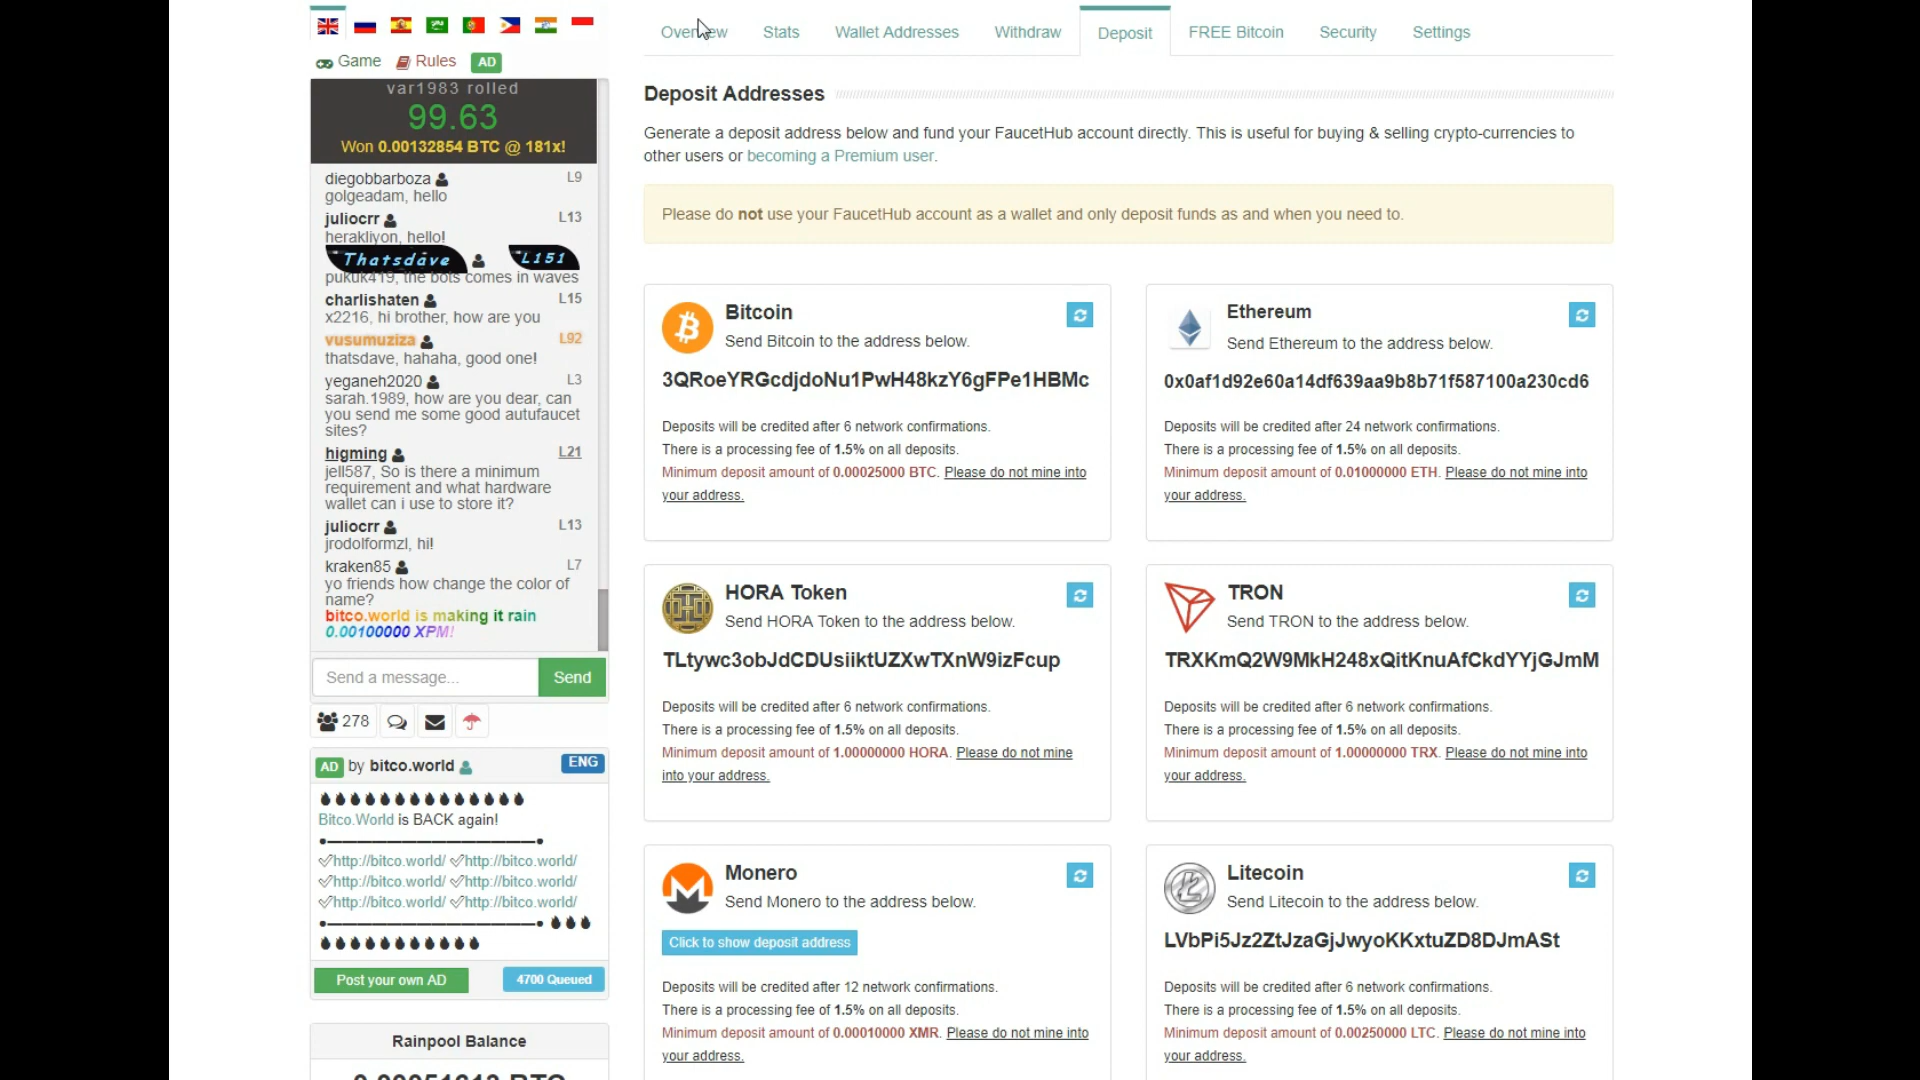 Game Rules AD
var1983 rolled
99.63
Won 0.00132854 BTC @ 181x!
diegobbarboza L9
golgeadam, hello
juliocrr L13
herakliyon, hello!
Thatsdave L151
pukuk419, the bots comes in waves
charlishaten L15
x2216, hi brother, how are you
vusumuziza L92
thatsdave, hahaha, good one!
yeganeh2020 L3
sarah.1989, how are you dear, can
you send me some good autufaucet
sites?
higming L21
jell587, So is there a minimum
requirement and what hardware
wallet can i use to store it?
juliocrr L13
jrodolformzl, hi!
kraken85 L7
yo friends how change the color of
name?
bitco.world is making it rain
0.00100000 XPM!
Send a message... Send
278
AD by bitco.world ENG
Bitco.World is BACK again!
http://bitco.world/ http://bitco.world/
http://bitco.world/ http://bitco.world/
http://bitco.world/ http://bitco.world/
Post your own AD 4700 Queued
Rainpool Balance
Overview Stats Wallet Addresses Withdraw Deposit FREE Bitcoin Security Settings
Deposit Addresses
Generate a deposit address below and fund your FaucetHub account directly. This is useful for buying & selling crypto-currencies to
other users or becoming a Premium user.
Please do not use your FaucetHub account as a wallet and only deposit funds as and when you need to.
Bitcoin
Send Bitcoin to the address below.
3QRoeYRGcdjdoNu1PwH48kzY6gFPe1HBMc
Deposits will be credited after 6 network confirmations.
There is a processing fee of 1.5% on all deposits.
Minimum deposit amount of 0.00025000 BTC. Please do not mine into
your address.
Ethereum
Send Ethereum to the address below.
0x0af1d92e60a14df639aa9b8b71f587100a230cd6
Deposits will be credited after 24 network confirmations.
There is a processing fee of 1.5% on all deposits.
Minimum deposit amount of 0.01000000 ETH. Please do not mine into
your address.
HORA Token
Send HORA Token to the address below.
TLtywc3obJdCDUsiiktUZXwTXnW9izFcup
Deposits will be credited after 6 network confirmations.
There is a processing fee of 1.5% on all deposits.
Minimum deposit amount of 1.00000000 HORA. Please do not mine
into your address.
TRON
Send TRON to the address below.
TRXKmQ2W9MkH248xQitKnuAfCkdYYjGJmM
Deposits will be credited after 6 network confirmations.
There is a processing fee of 1.5% on all deposits.
Minimum deposit amount of 1.00000000 TRX. Please do not mine into
your address.
Monero
Send Monero to the address below.
Click to show deposit address
Deposits will be credited after 12 network confirmations.
There is a processing fee of 1.5% on all deposits.
Minimum deposit amount of 0.00010000 XMR. Please do not mine into
your address.
Litecoin
Send Litecoin to the address below.
LVbPi5Jz2ZtJzaGjJwyoKKxtuZD8DJmASt
Deposits will be credited after 6 network confirmations.
There is a processing fee of 1.5% on all deposits.
Minimum deposit amount of 0.00250000 LTC. Please do not mine into
your address.